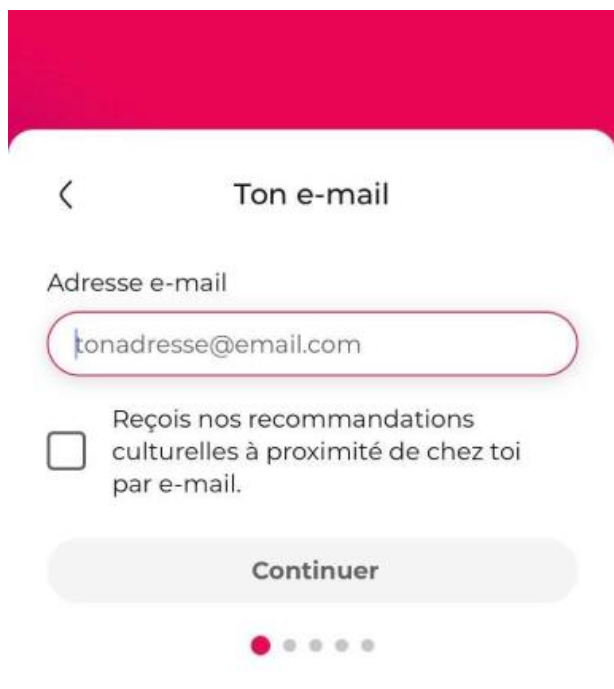 Ton e-mail
Adresse e-mail
tonadresse@email.com
Reçois nos recommandations
culturelles à proximité de chez toi
par e-mail.
Continuer